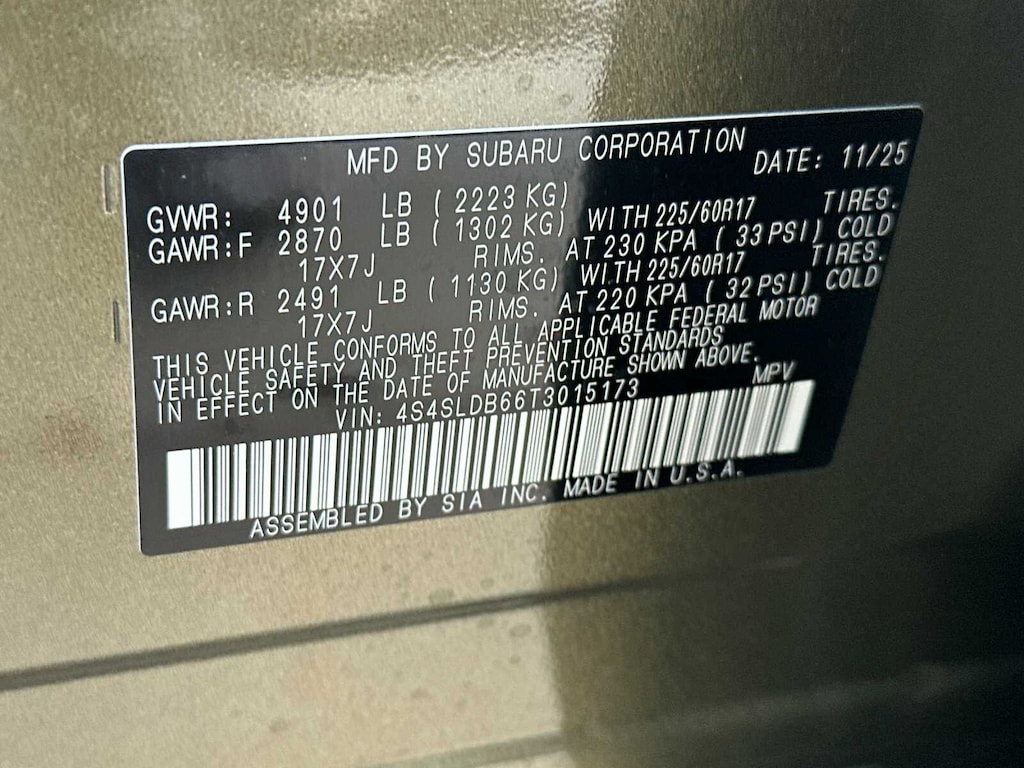 MFD BY SUBARU CORPORATION DATE: 11/25
GVWR: 4901 LB ( 2223 KG)
GAWR:F 2870 LB ( 1302 KG) WITH 225/60R17 TIRES.
17X7J RIMS. AT 230 KPA ( 33 PSI) COLD
GAWR:R 2491 LB ( 1130 KG) WITH 225/60R17 TIRES.
17X7J RIMS. AT 220 KPA ( 32 PSI) COLD
THIS VEHICLE CONFORMS TO ALL APPLICABLE FEDERAL MOTOR
VEHICLE SAFETY AND THEFT PREVENTION STANDARDS
IN EFFECT ON THE DATE OF MANUFACTURE SHOWN ABOVE.
VIN: 4S4SLDB66T3015173 MPV
ASSEMBLED BY SIA INC. MADE IN U.S.A.